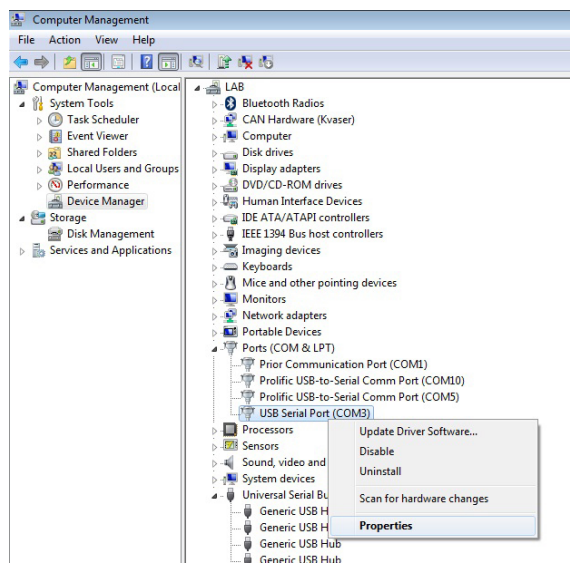 Computer Management
File Action View Help
Computer Management (Local
System Tools
Task Scheduler
Event Viewer
Shared Folders
Local Users and Groups
Performance
Device Manager
Storage
Disk Management
Services and Applications
LAB
Bluetooth Radios
CAN Hardware (Kvaser)
Computer
Disk drives
Display adapters
DVD/CD-ROM drives
Human Interface Devices
IDE ATA/ATAPI controllers
IEEE 1394 Bus host controllers
Imaging devices
Keyboards
Mice and other pointing devices
Monitors
Network adapters
Portable Devices
Ports (COM & LPT)
Prior Communication Port (COM1)
Prolific USB-to-Serial Comm Port (COM10)
Prolific USB-to-Serial Comm Port (COM5)
USB Serial Port (COM3)
Processors
Sensors
Sound, video and
System devices
Universal Serial Bu
Generic USB H
Generic USB H
Generic USB Hub
Generic USB Hub
Update Driver Software...
Disable
Uninstall
Scan for hardware changes
Properties